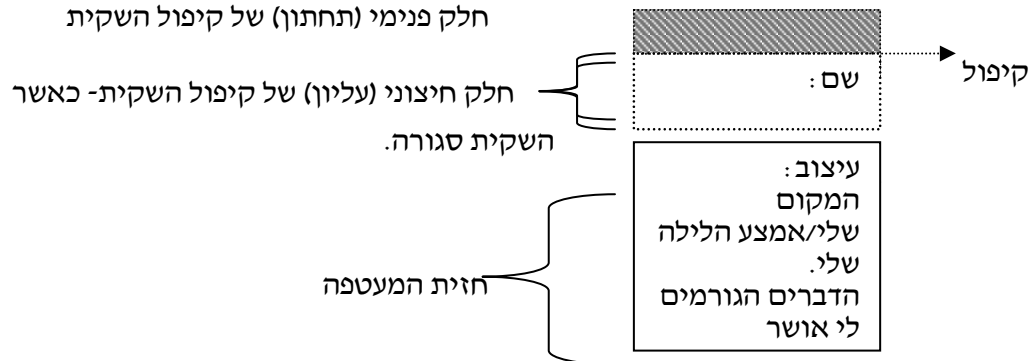 חלק פנימי (תחתון) של קיפול השקית
קיפול
שם:
חלק חיצוני (עליון) של קיפול השקית- כאשר
השקית סגורה.
עיצוב:
המקום
שלי/אמצע הלילה
שלי.
הדברים הגורמים
לי אושר
חזית המעטפה